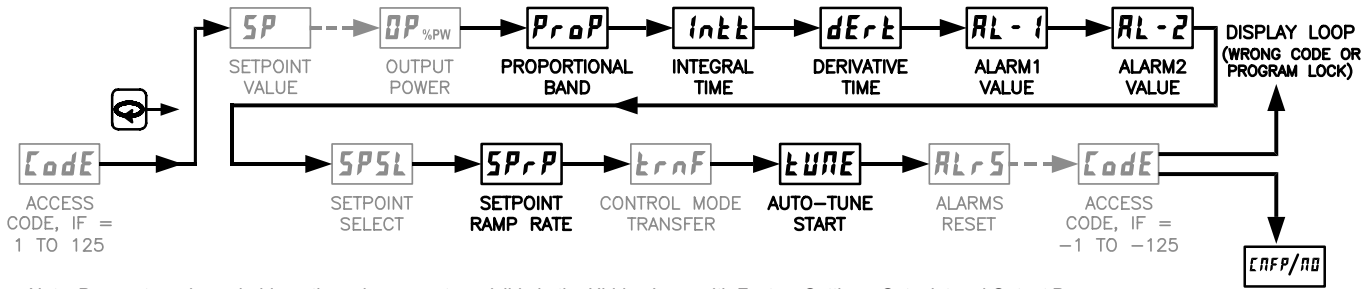 SP
OP %PW
ProP
Intt
dErt
AL-1
AL-2
DISPLAY LOOP
(WRONG CODE OR
PROGRAM LOCK)
SETPOINT
VALUE
OUTPUT
POWER
PROPORTIONAL
BAND
INTEGRAL
TIME
DERIVATIVE
TIME
ALARM1
VALUE
ALARM2
VALUE
CodE
SPSL
SPrP
trnF
tUNE
ALrS
CodE
ACCESS
CODE, IF =
1 TO 125
SETPOINT
SELECT
SETPOINT
RAMP RATE
CONTROL MODE
TRANSFER
AUTO-TUNE
START
ALARMS
RESET
ACCESS
CODE, IF =
-1 TO -125
CNFP/NO